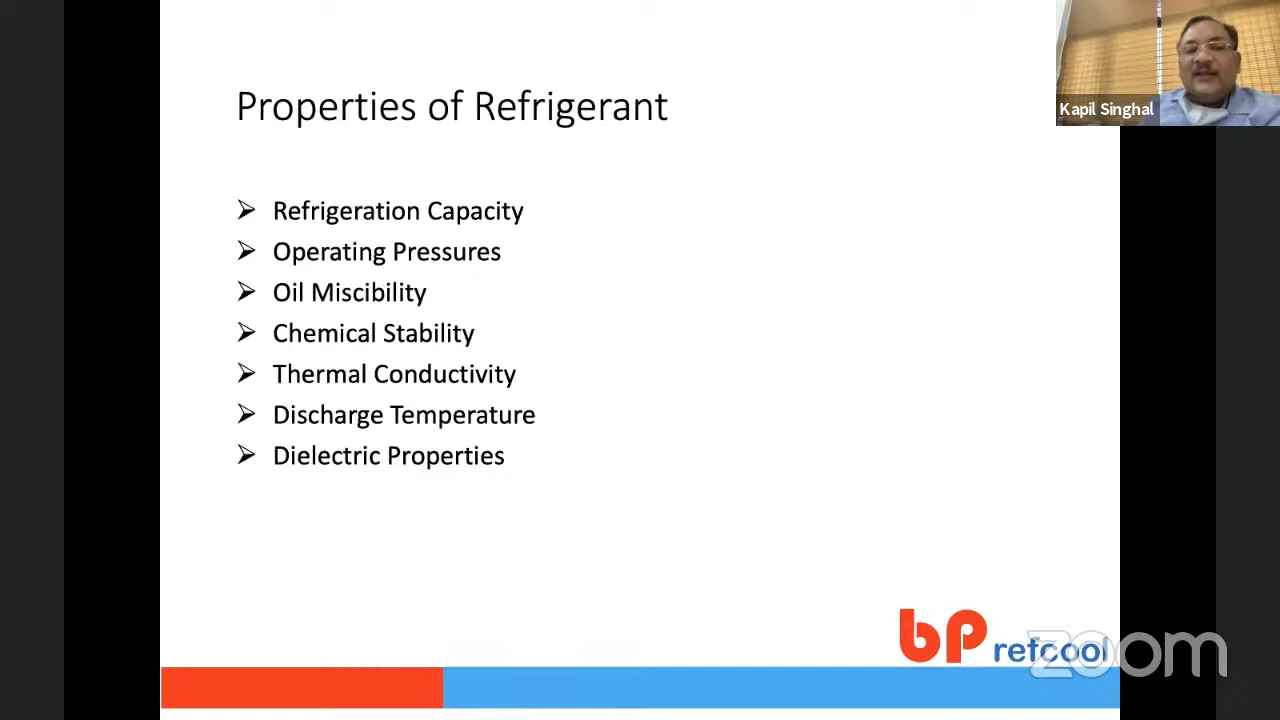 Properties of Refrigerant
Kapil Singhal
Refrigeration Capacity
Operating Pressures
Oil Miscibility
Chemical Stability
Thermal Conductivity
Discharge Temperature
Dielectric Properties
bp refcool
zoom